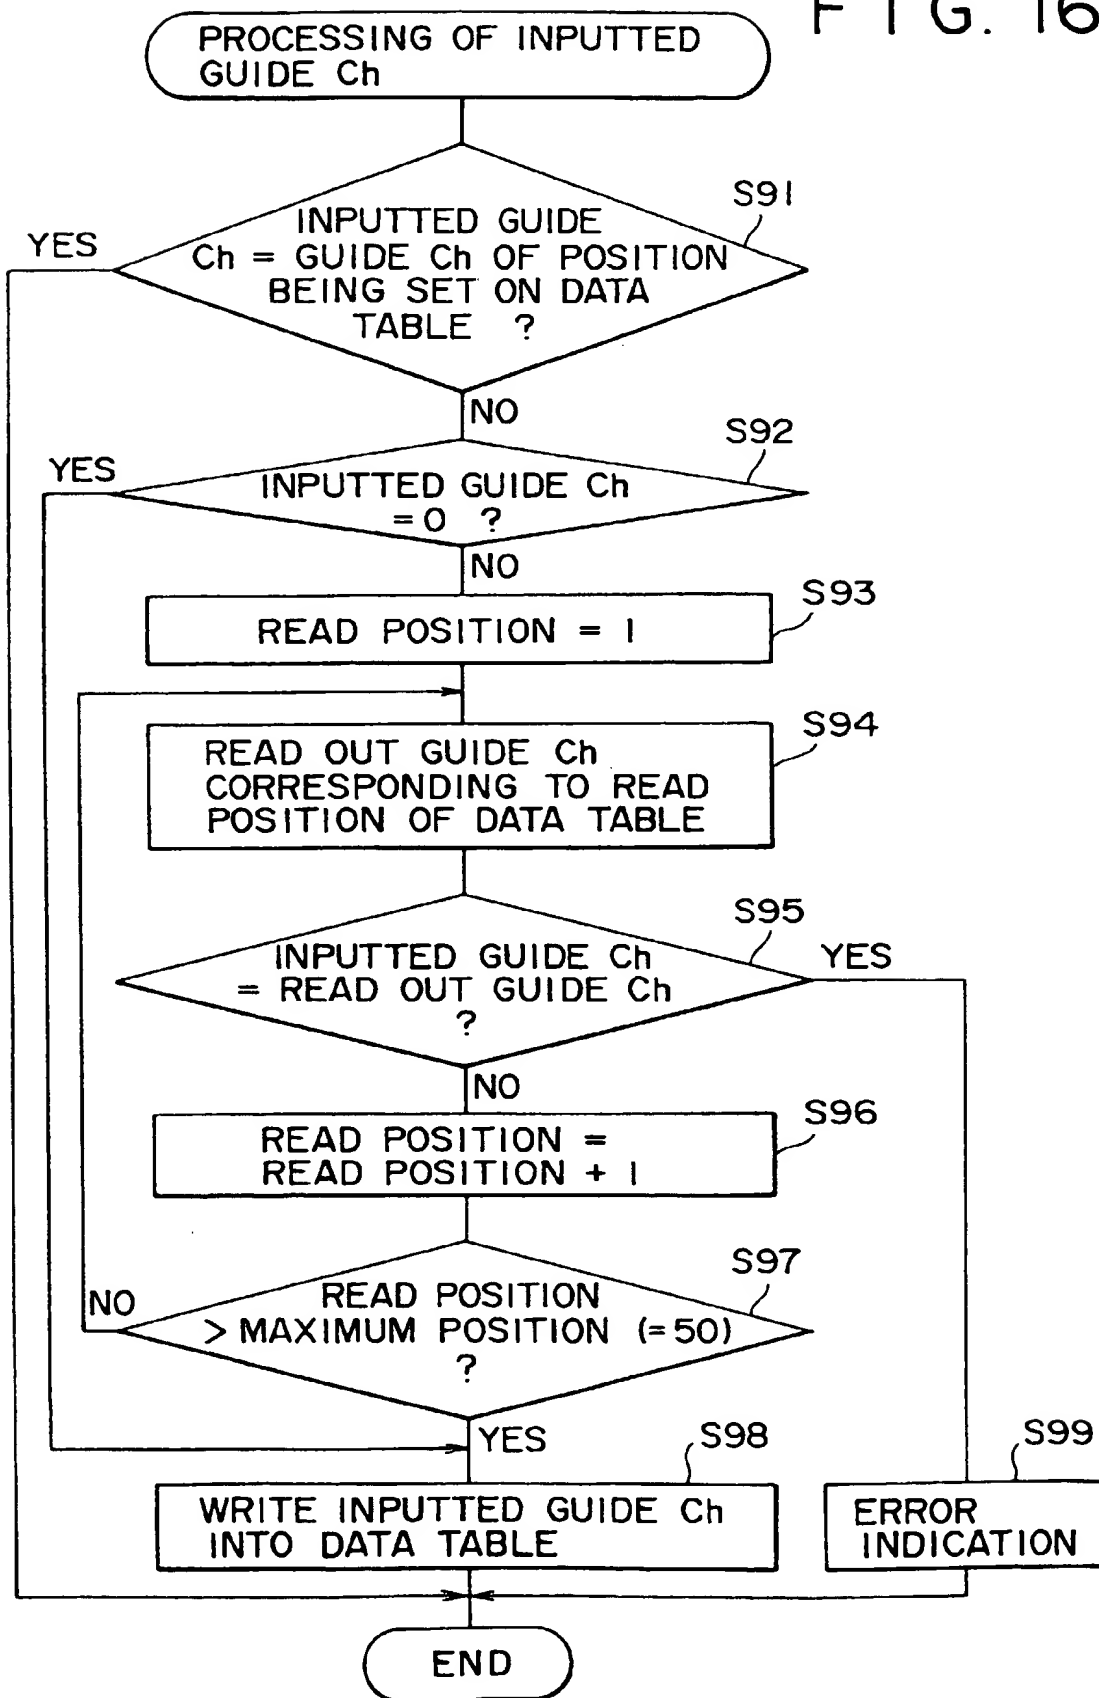 FIG. 16
PROCESSING OF INPUTTED
GUIDE Ch
S91
INPUTTED GUIDE
Ch = GUIDE Ch OF POSITION
BEING SET ON DATA
TABLE ?
YES
NO
S92
YES
INPUTTED GUIDE Ch
=0 ?
NO
S93
READ POSITION = 1
S94
READ OUT GUIDE Ch
CORRESPONDING TO READ
POSITION OF DATA TABLE
S95
INPUTTED GUIDE Ch
= READ OUT GUIDE Ch
?
YES
NO
S96
READ POSITION =
READ POSITION + 1
S97
NO
READ POSITION
> MAXIMUM POSITION (=50)
?
YES
S98
WRITE INPUTTED GUIDE Ch
INTO DATA TABLE
S99
ERROR
INDICATION
END